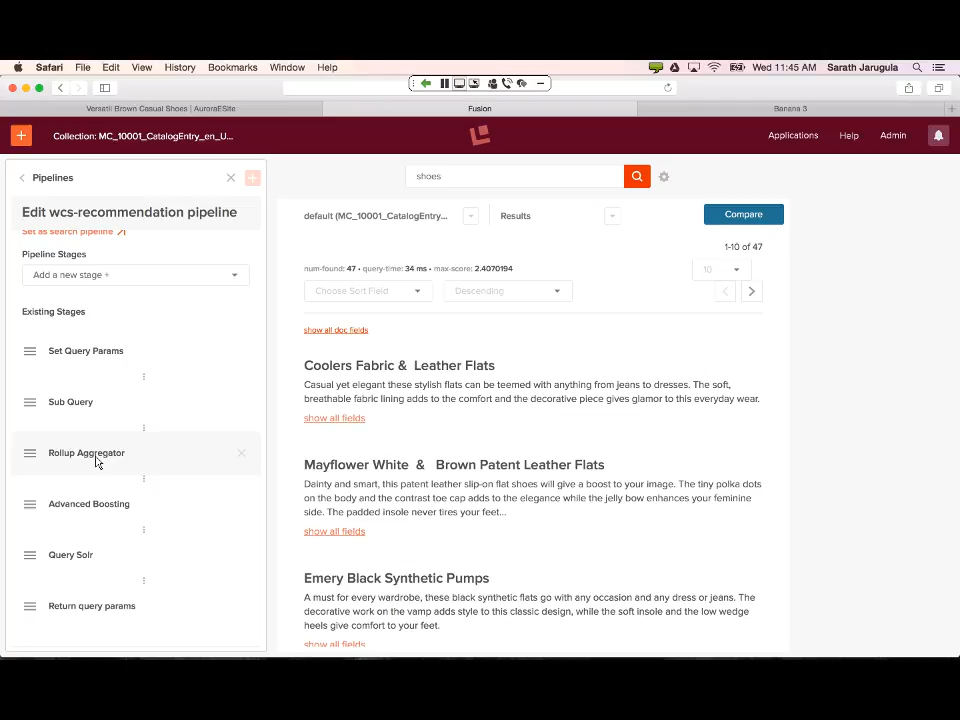 Safari File Edit View History Bookmarks Window Help Wed 11:45 AM Sarath Jarugula
Versatil Brown Casual Shoes | AuroraESite Fusion Banana 3
Collection: MC_10001_CatalogEntry_en_U... Applications Help Admin
Pipelines
Edit wcs-recommendation pipeline
Set as search pipeline
Pipeline Stages
Add a new stage +
Existing Stages
Set Query Params
Sub Query
Rollup Aggregator
Advanced Boosting
Query Solr
Return query params
shoes
default (MC_10001_CatalogEntry... Results Compare
1-10 of 47
num-found: 47 • query-time: 34 ms • max-score: 2.4070194
10
Choose Sort Field Descending
show all doc fields
Coolers Fabric & Leather Flats
Casual yet elegant these stylish flats can be teemed with anything from jeans to dresses. The soft,
breathable fabric lining adds to the comfort and the decorative piece gives glamor to this everyday wear.
show all fields
Mayflower White & Brown Patent Leather Flats
Dainty and smart, this patent leather slip-on flat shoes will give a boost to your image. The tiny polka dots
on the body and the contrast toe cap adds to the elegance while the jelly bow enhances your feminine
side. The padded insole never tires your feet...
show all fields
Emery Black Synthetic Pumps
A must for every wardrobe, these black synthetic flats go with any occasion and any dress or jeans. The
decorative work on the vamp adds style to this classic design, while the soft insole and the low wedge
heels give comfort to your feet.
show all fields